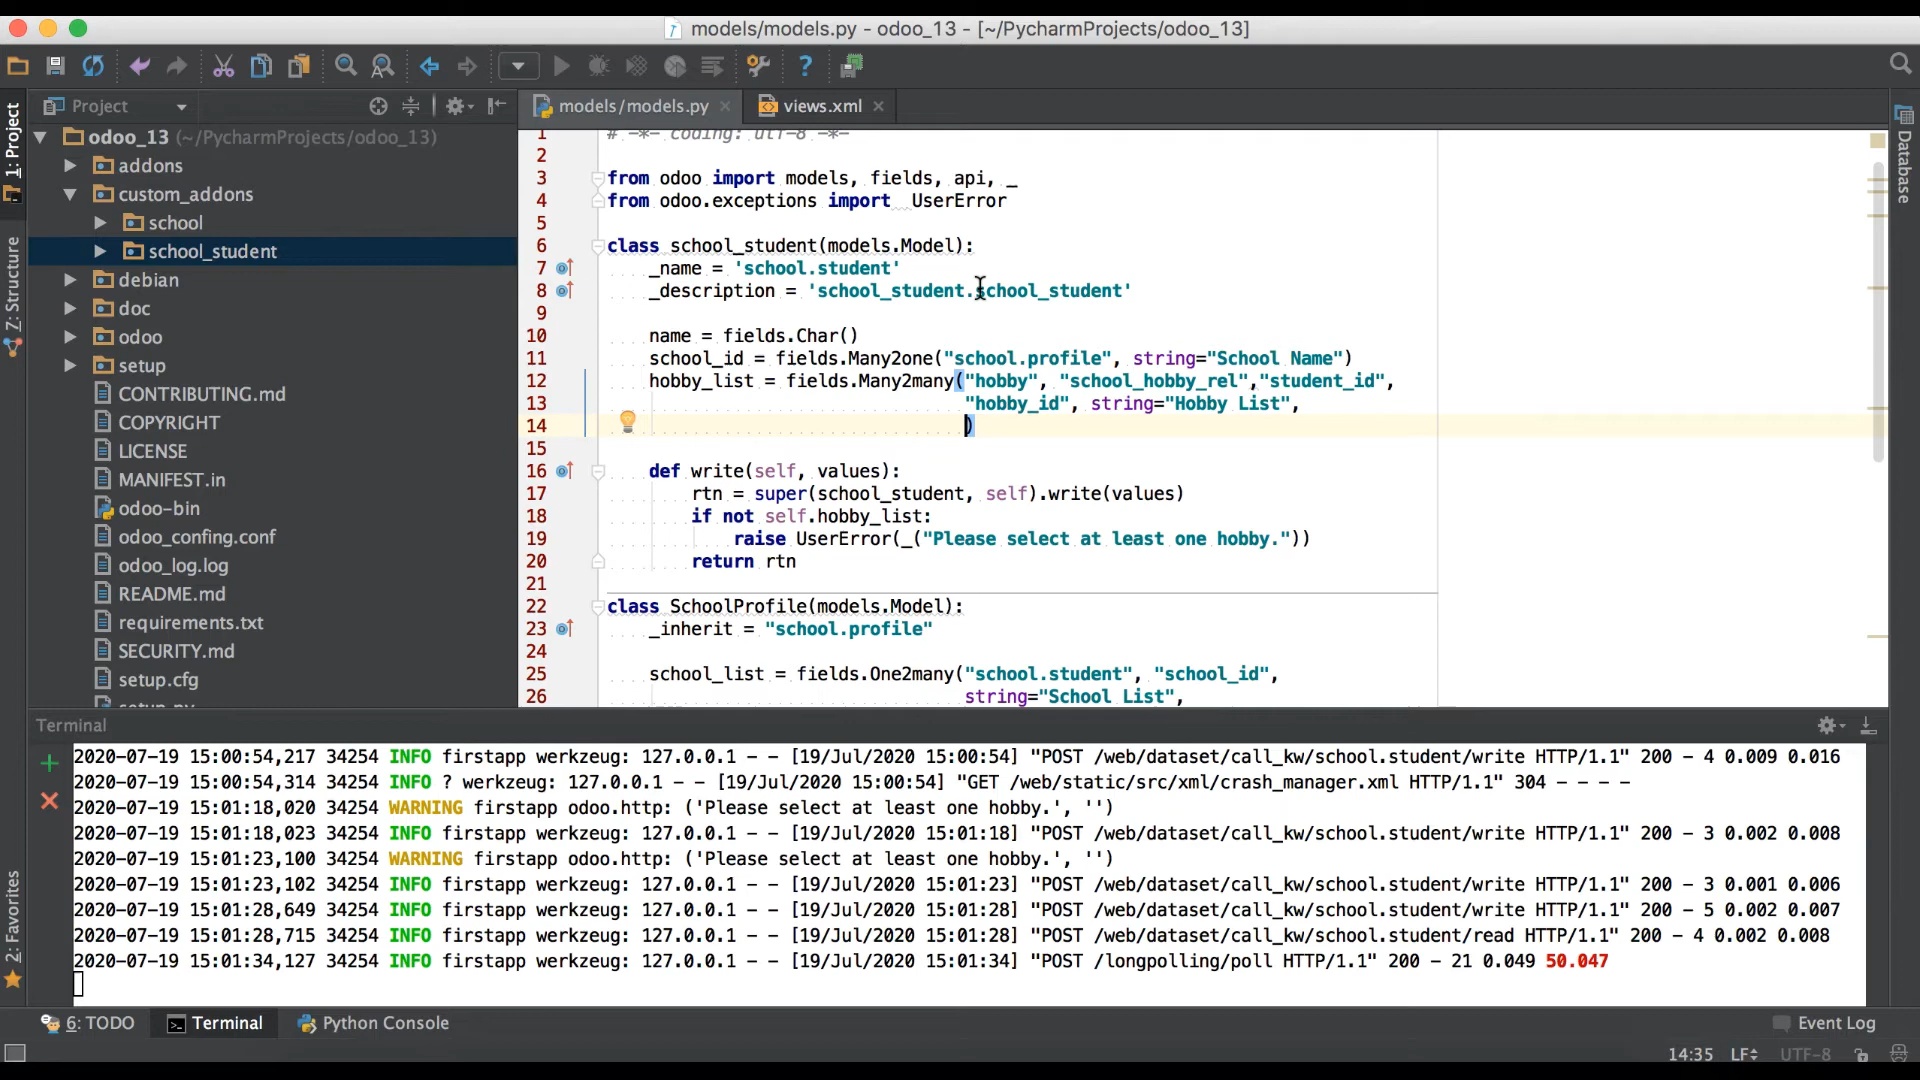 models/models.py - odoo_13 - [~/PycharmProjects/odoo_13]
Project
models/models.py
views.xml
1: Project
Z: Structure
2: Favorites
Database
odoo_13 (~/PycharmProjects/odoo_13)
addons
custom_addons
school
school_student
debian
doc
odoo
setup
CONTRIBUTING.md
COPYRIGHT
LICENSE
MANIFEST.in
odoo-bin
odoo_confing.conf
odoo_log.log
README.md
requirements.txt
SECURITY.md
setup.cfg
setup.py
1 # -*- coding: utf-8 -*-
2
3 from odoo import models, fields, api, _
4 from odoo.exceptions import UserError
5
6 class school_student(models.Model):
7 _name = 'school.student'
8 _description = 'school_student.school_student'
9
10 name = fields.Char()
11 school_id = fields.Many2one("school.profile", string="School Name")
12 hobby_list = fields.Many2many("hobby", "school_hobby_rel","student_id",
13 "hobby_id", string="Hobby List",
14 )
15
16 def write(self, values):
17 rtn = super(school_student, self).write(values)
18 if not self.hobby_list:
19 raise UserError(_("Please select at least one hobby."))
20 return rtn
21
22 class SchoolProfile(models.Model):
23 _inherit = "school.profile"
24
25 school_list = fields.One2many("school.student", "school_id",
26 string="School List",
Terminal
2020-07-19 15:00:54,217 34254 INFO firstapp werkzeug: 127.0.0.1 - - [19/Jul/2020 15:00:54] "POST /web/dataset/call_kw/school.student/write HTTP/1.1" 200 - 4 0.009 0.016
2020-07-19 15:00:54,314 34254 INFO ? werkzeug: 127.0.0.1 - - [19/Jul/2020 15:00:54] "GET /web/static/src/xml/crash_manager.xml HTTP/1.1" 304 - - - -
2020-07-19 15:01:18,020 34254 WARNING firstapp odoo.http: ('Please select at least one hobby.', '')
2020-07-19 15:01:18,023 34254 INFO firstapp werkzeug: 127.0.0.1 - - [19/Jul/2020 15:01:18] "POST /web/dataset/call_kw/school.student/write HTTP/1.1" 200 - 3 0.002 0.008
2020-07-19 15:01:23,100 34254 WARNING firstapp odoo.http: ('Please select at least one hobby.', '')
2020-07-19 15:01:23,102 34254 INFO firstapp werkzeug: 127.0.0.1 - - [19/Jul/2020 15:01:23] "POST /web/dataset/call_kw/school.student/write HTTP/1.1" 200 - 3 0.001 0.006
2020-07-19 15:01:28,649 34254 INFO firstapp werkzeug: 127.0.0.1 - - [19/Jul/2020 15:01:28] "POST /web/dataset/call_kw/school.student/write HTTP/1.1" 200 - 5 0.002 0.007
2020-07-19 15:01:28,715 34254 INFO firstapp werkzeug: 127.0.0.1 - - [19/Jul/2020 15:01:28] "POST /web/dataset/call_kw/school.student/read HTTP/1.1" 200 - 4 0.002 0.008
2020-07-19 15:01:34,127 34254 INFO firstapp werkzeug: 127.0.0.1 - - [19/Jul/2020 15:01:34] "POST /longpolling/poll HTTP/1.1" 200 - 21 0.049 50.047
6: TODO
Terminal
Python Console
Event Log
14:35 LF UTF-8